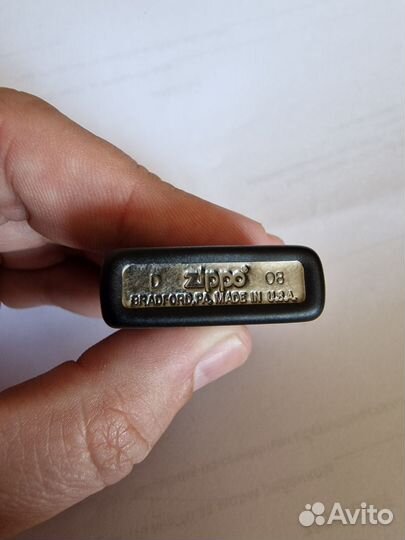 D zippo 08
BRADFORD,PA. MADE IN U.S.A.
Avito